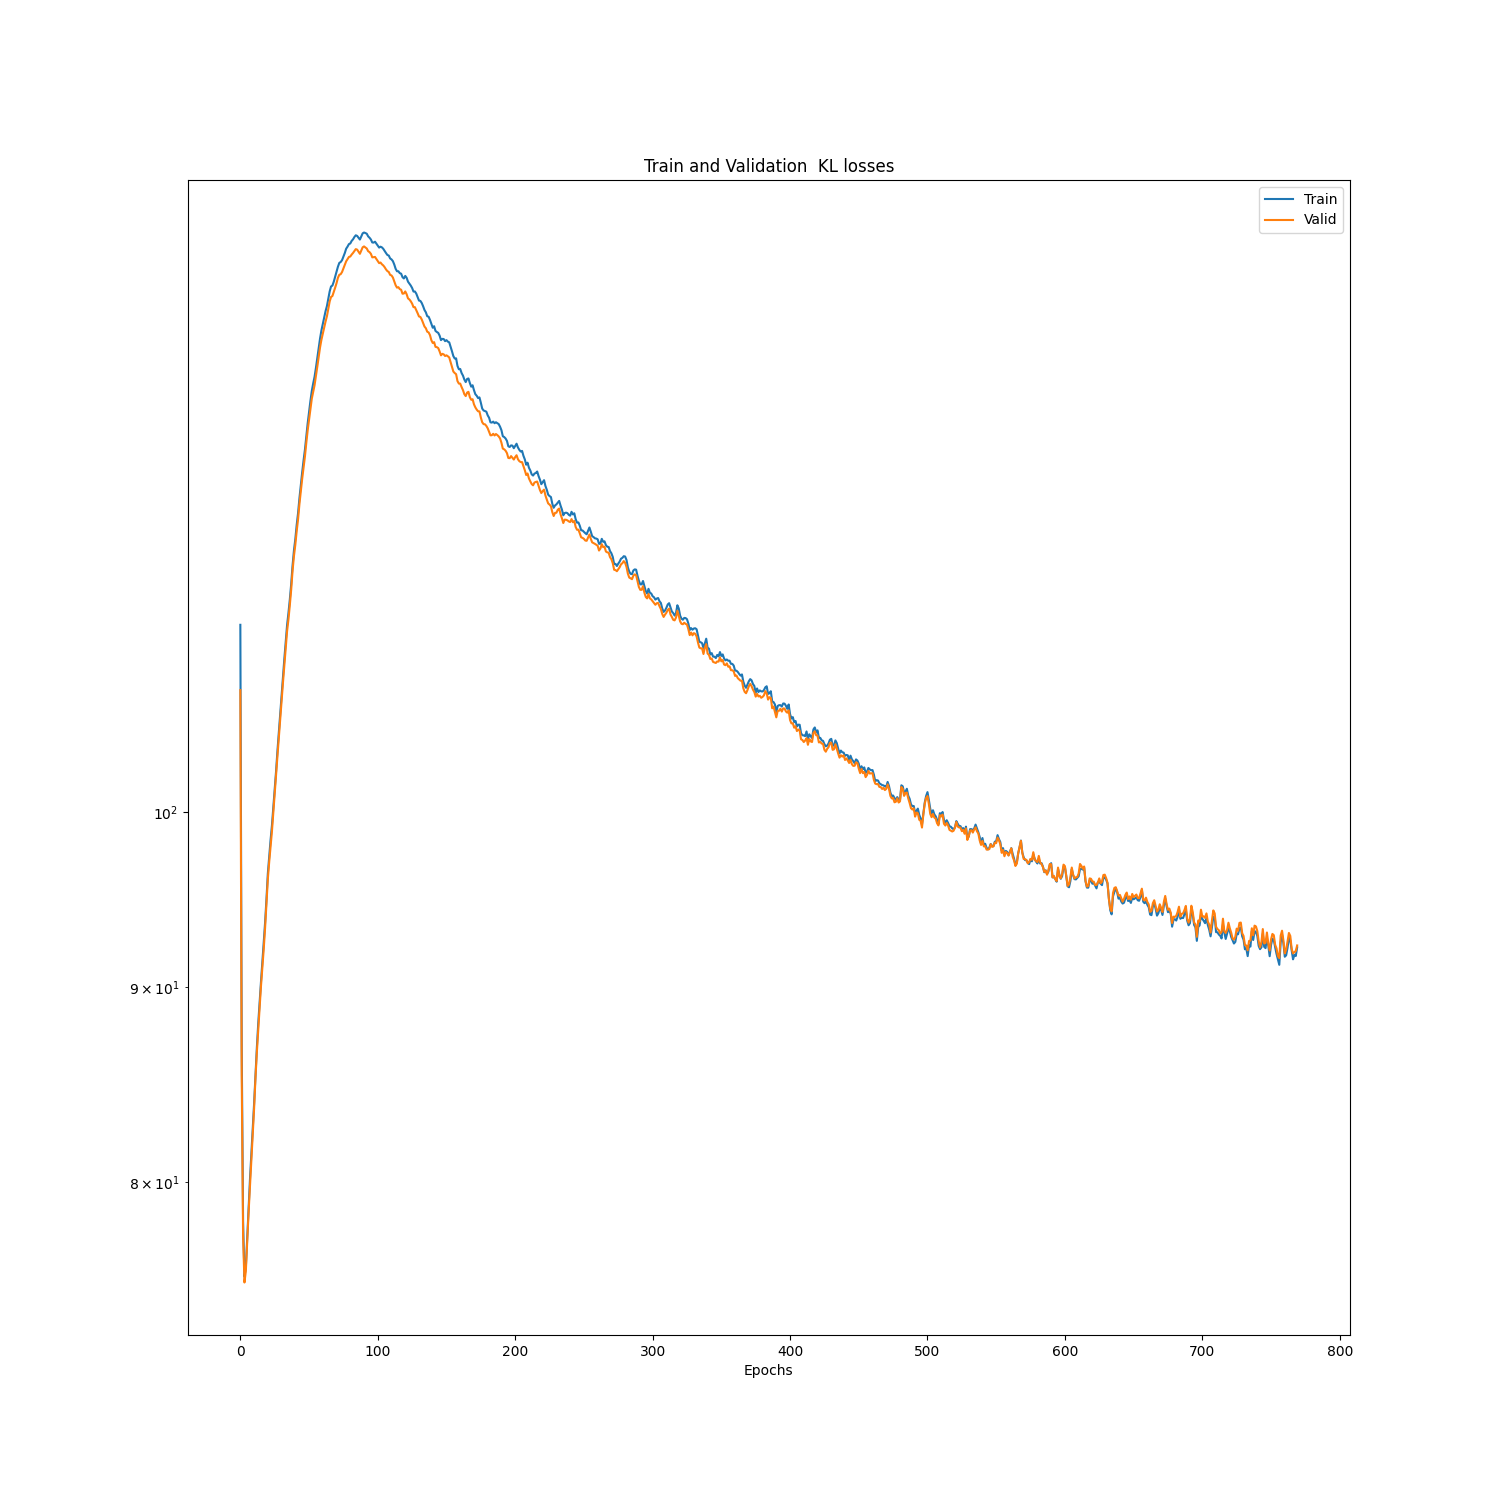 Train and Validation  KL losses
Train
Valid
10²
9 × 10¹
8 × 10¹
0 100 200 300 400 500 600 700 800
Epochs